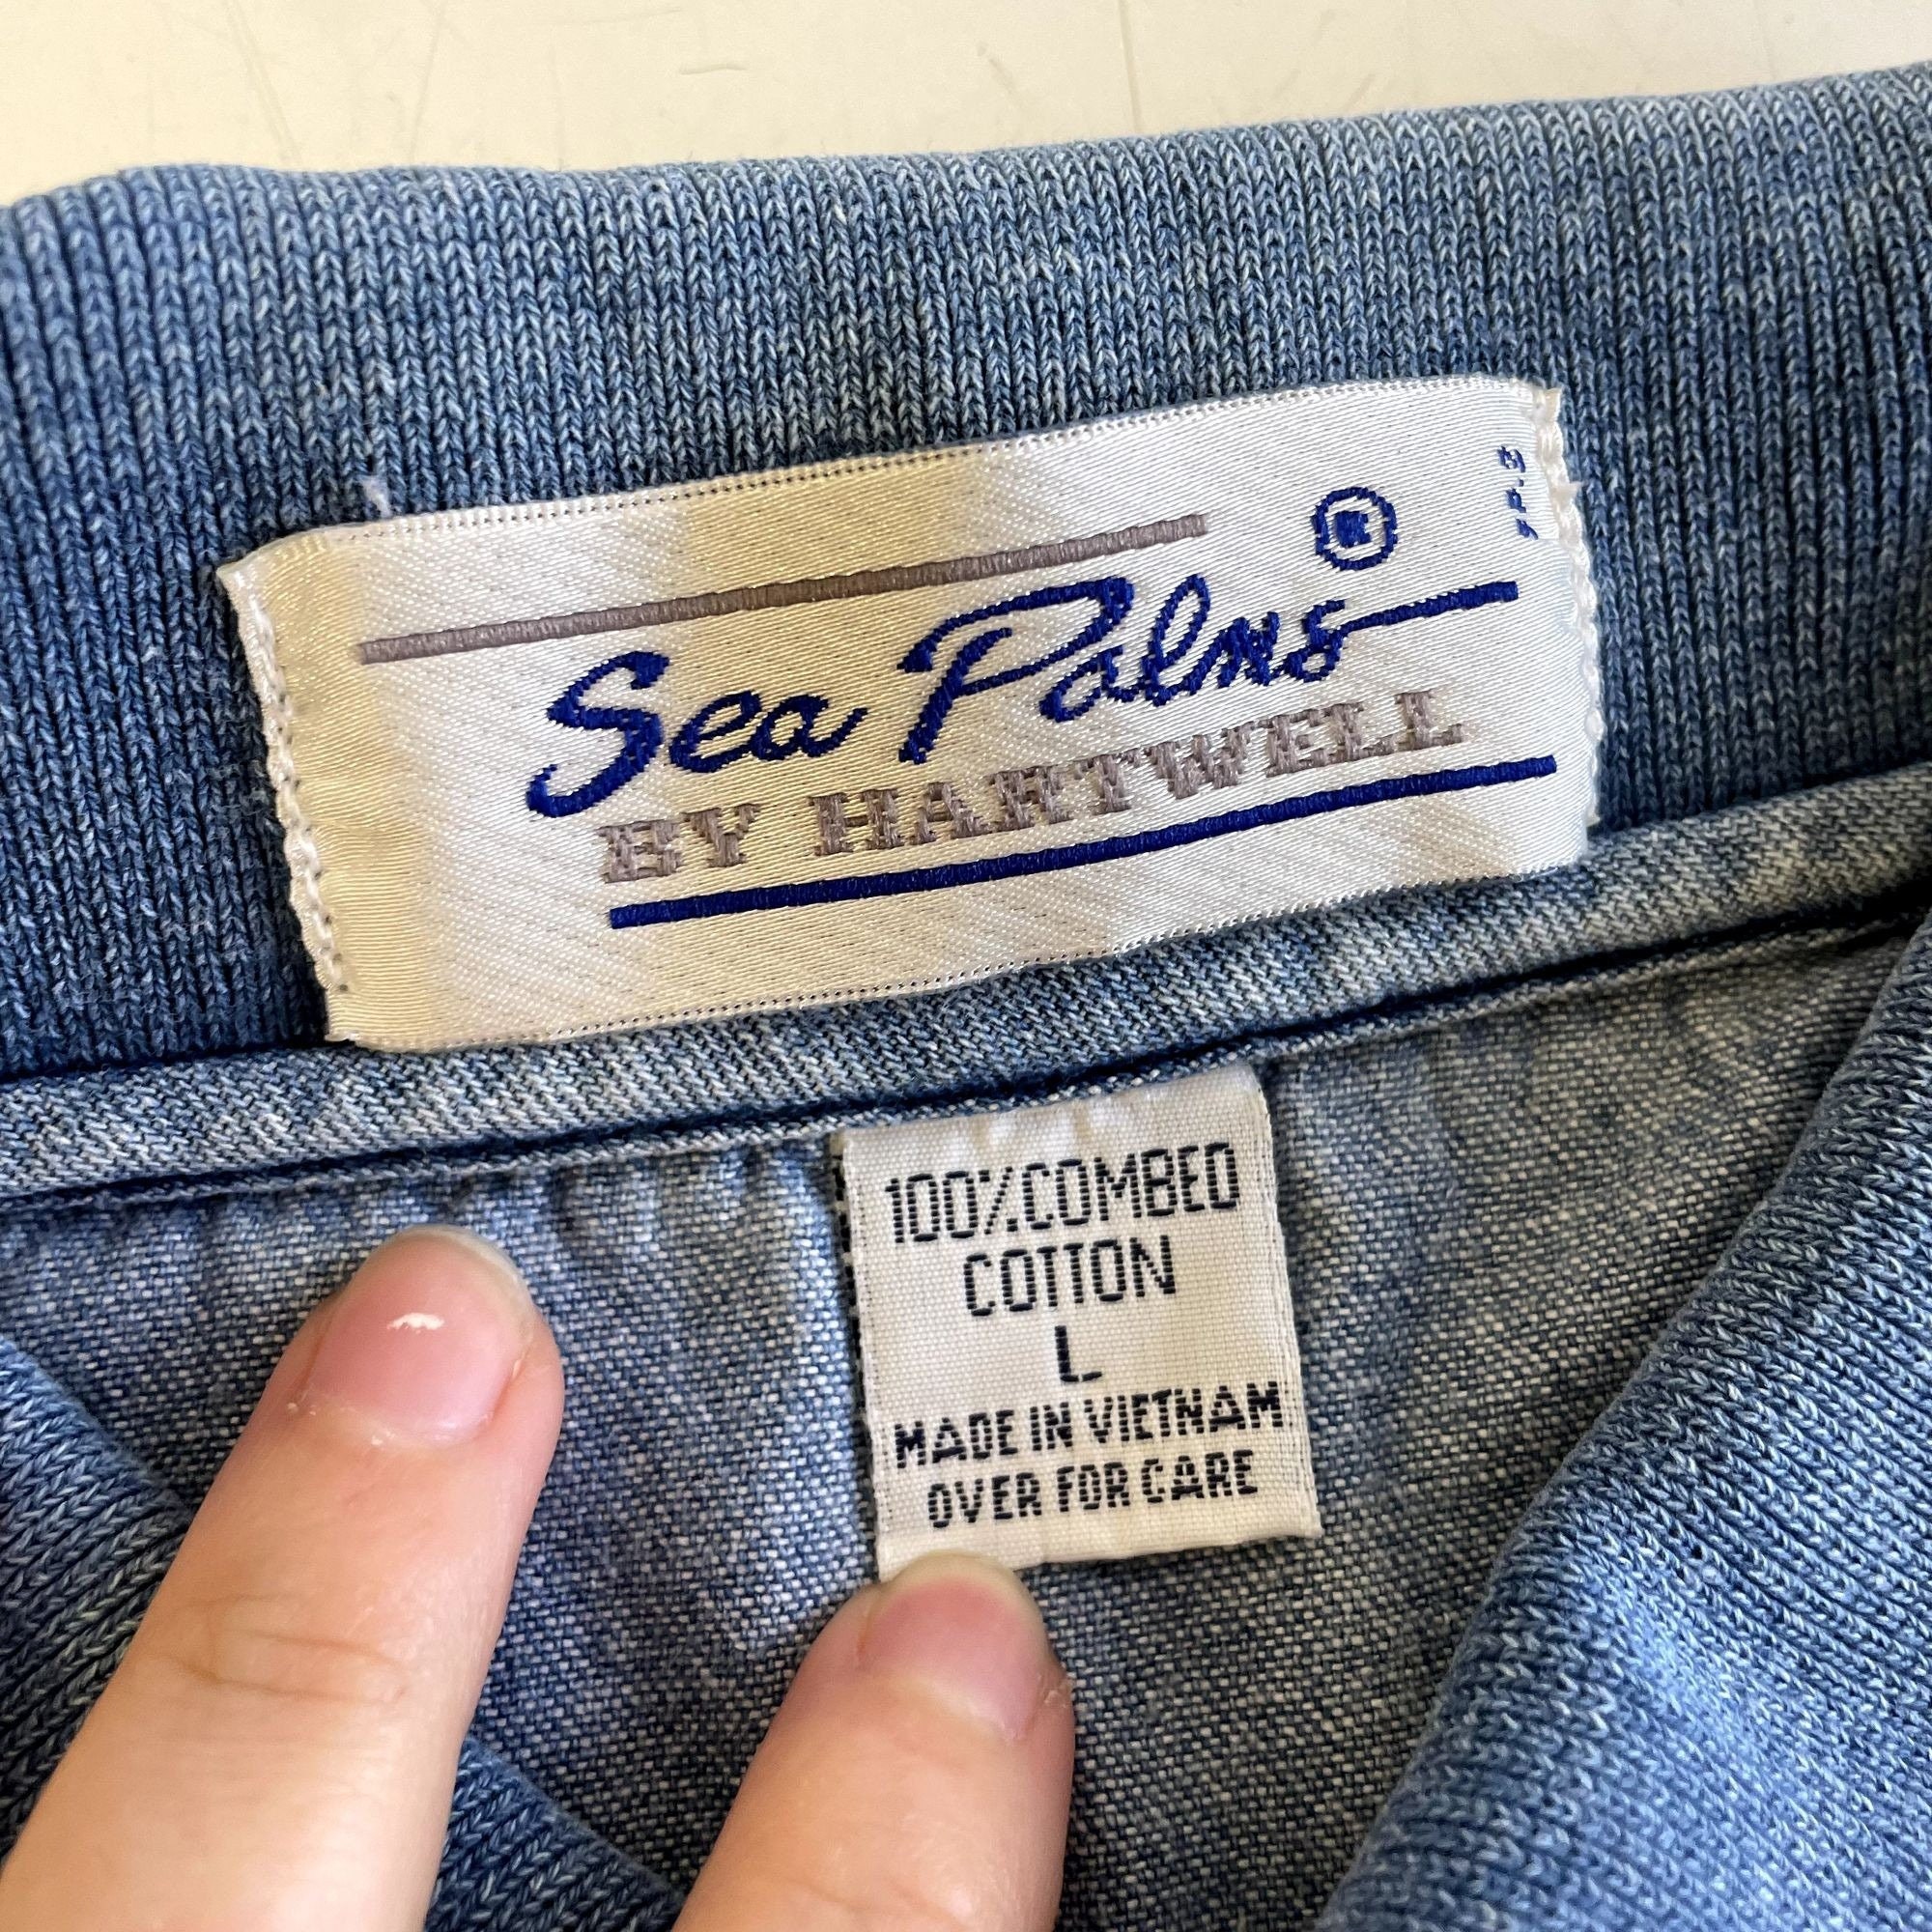 Sea Palms ®
BY HARTWELL
100% COMBED
COTTON
L
MADE IN VIETNAM
OVER FOR CARE